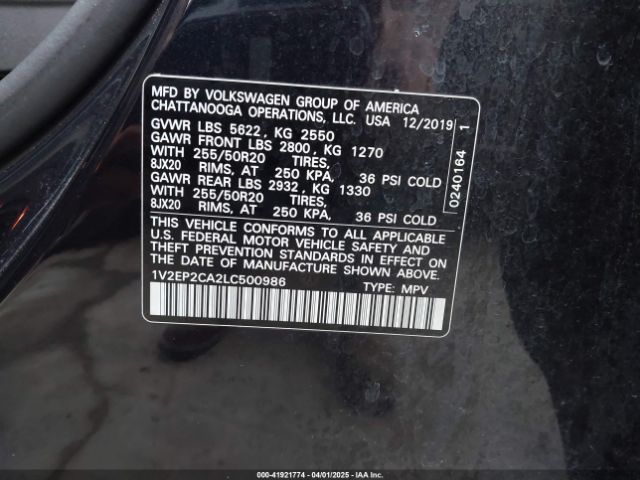 MFD BY VOLKSWAGEN GROUP OF AMERICA
CHATTANOOGA OPERATIONS, LLC. USA 12/2019
GVWR LBS 5622, KG 2550
GAWR FRONT LBS 2800, KG 1270
WITH 255/50R20 TIRES,
8JX20 RIMS, AT 250 KPA, 36 PSI COLD
GAWR REAR LBS 2932, KG 1330
WITH 255/50R20 TIRES,
8JX20 RIMS, AT 250 KPA, 36 PSI COLD
THIS VEHICLE CONFORMS TO ALL APPLICABLE
U.S. FEDERAL MOTOR VEHICLE SAFETY AND
THEFT PREVENTION STANDARDS IN EFFECT ON
THE DATE OF MANUFACTURE SHOWN ABOVE.
1V2EP2CA2LC500986 TYPE: MPV
0240164 1
000-41921774 - 04/01/2025 - IAA, Inc.